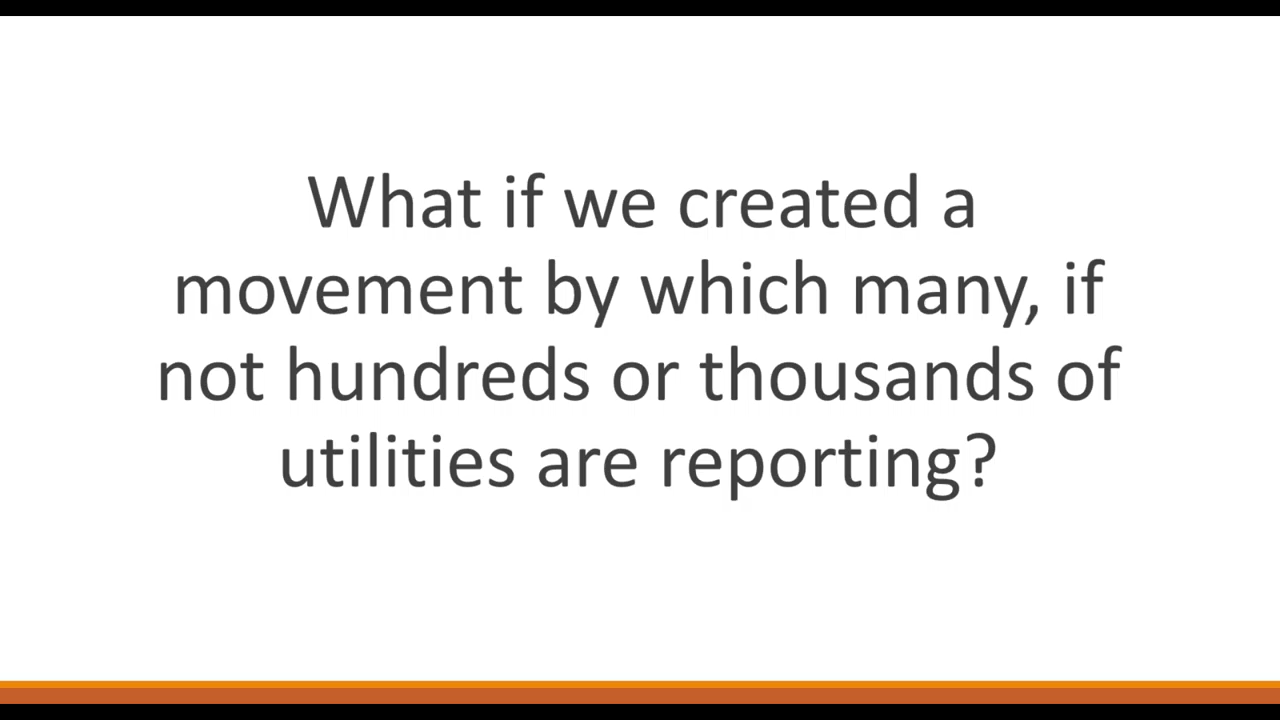 What if we created a
movement by which many, if
not hundreds or thousands of
utilities are reporting?